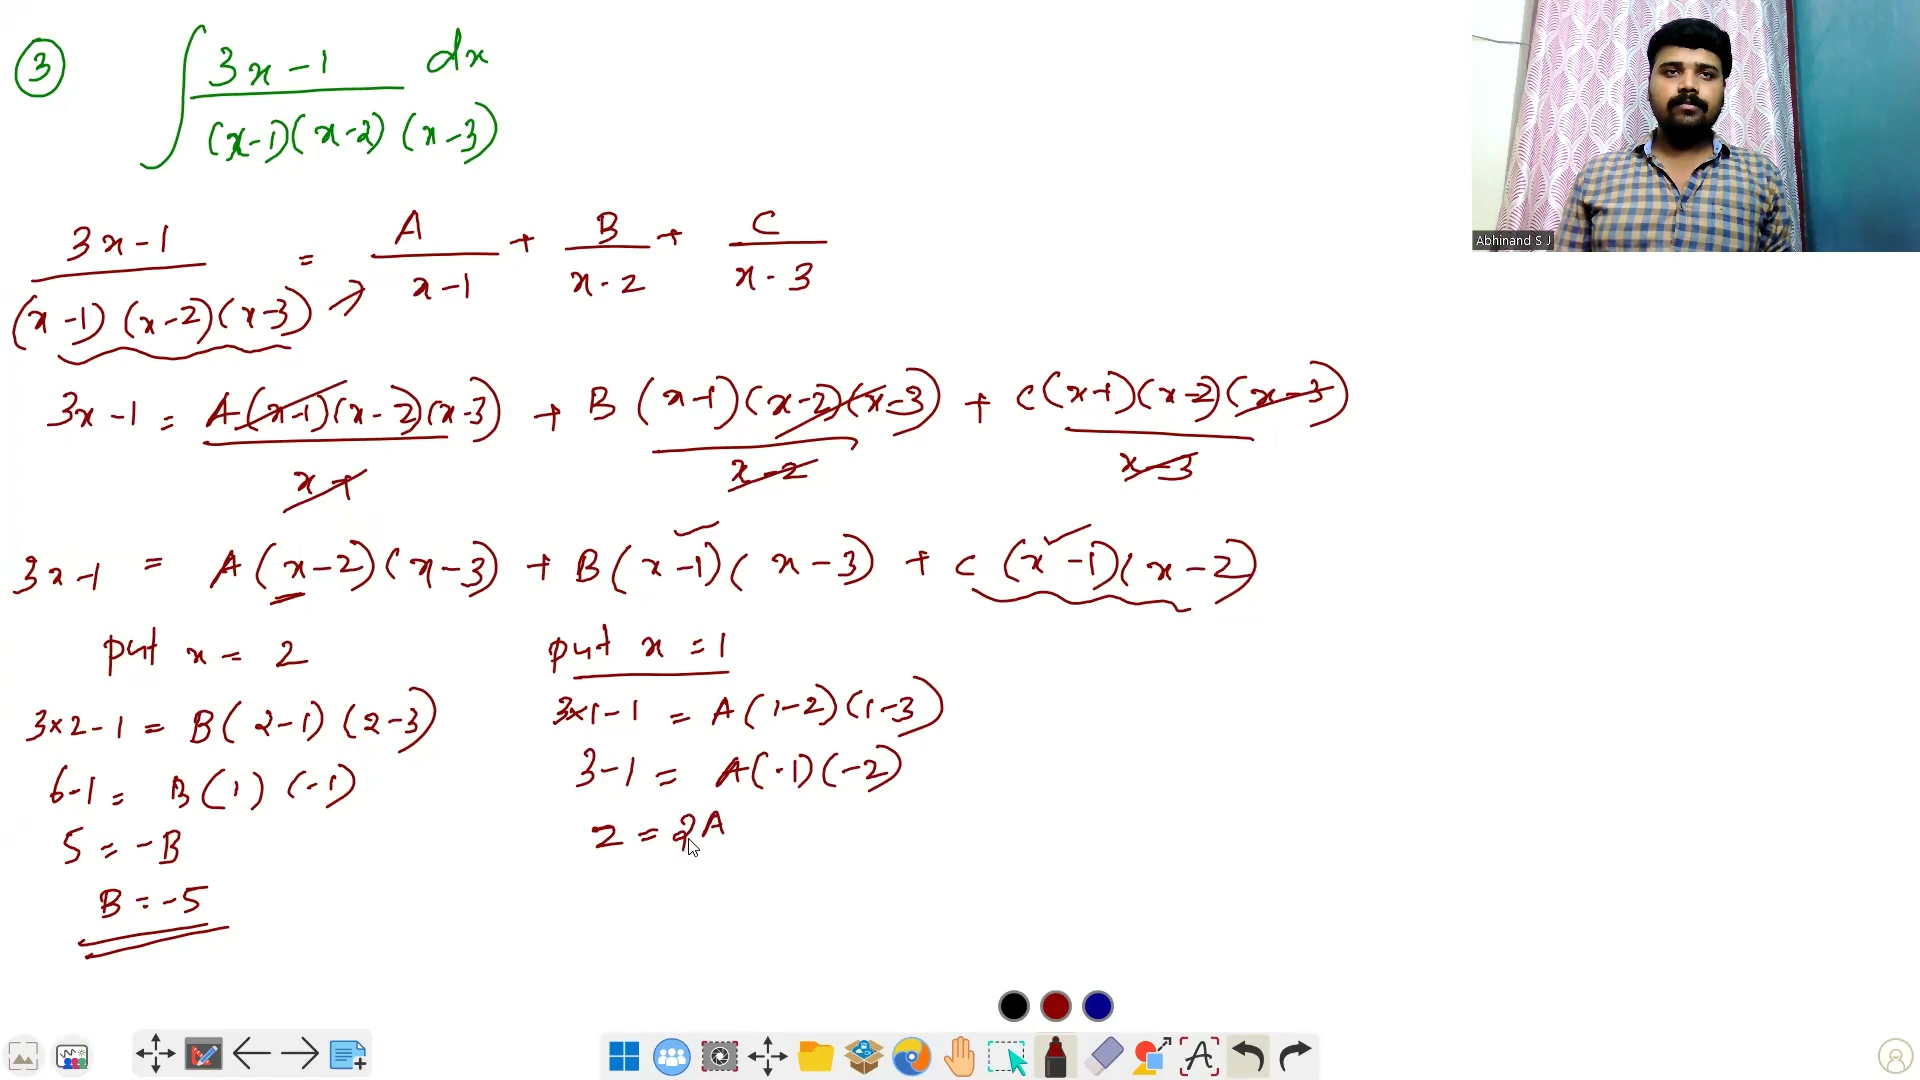 ③ ∫ 3x-1 / (x-1)(x-2)(x-3) dx
Abhinand S J
3x-1 / (x-1)(x-2)(x-3) = A / x-1 + B / x-2 + C / x-3
3x-1 = A(x-1)(x-2)(x-3) / x-1 + B(x-1)(x-2)(x-3) / x-2 + C(x-1)(x-2)(x-3) / x-3
3x-1 = A(x-2)(x-3) + B(x-1)(x-3) + C(x-1)(x-2)
put x = 2
3×2-1 = B(2-1)(2-3)
6-1 = B(1)(-1)
5 = -B
B = -5
put x = 1
3×1-1 = A(1-2)(1-3)
3-1 = A(-1)(-2)
2 = 2A